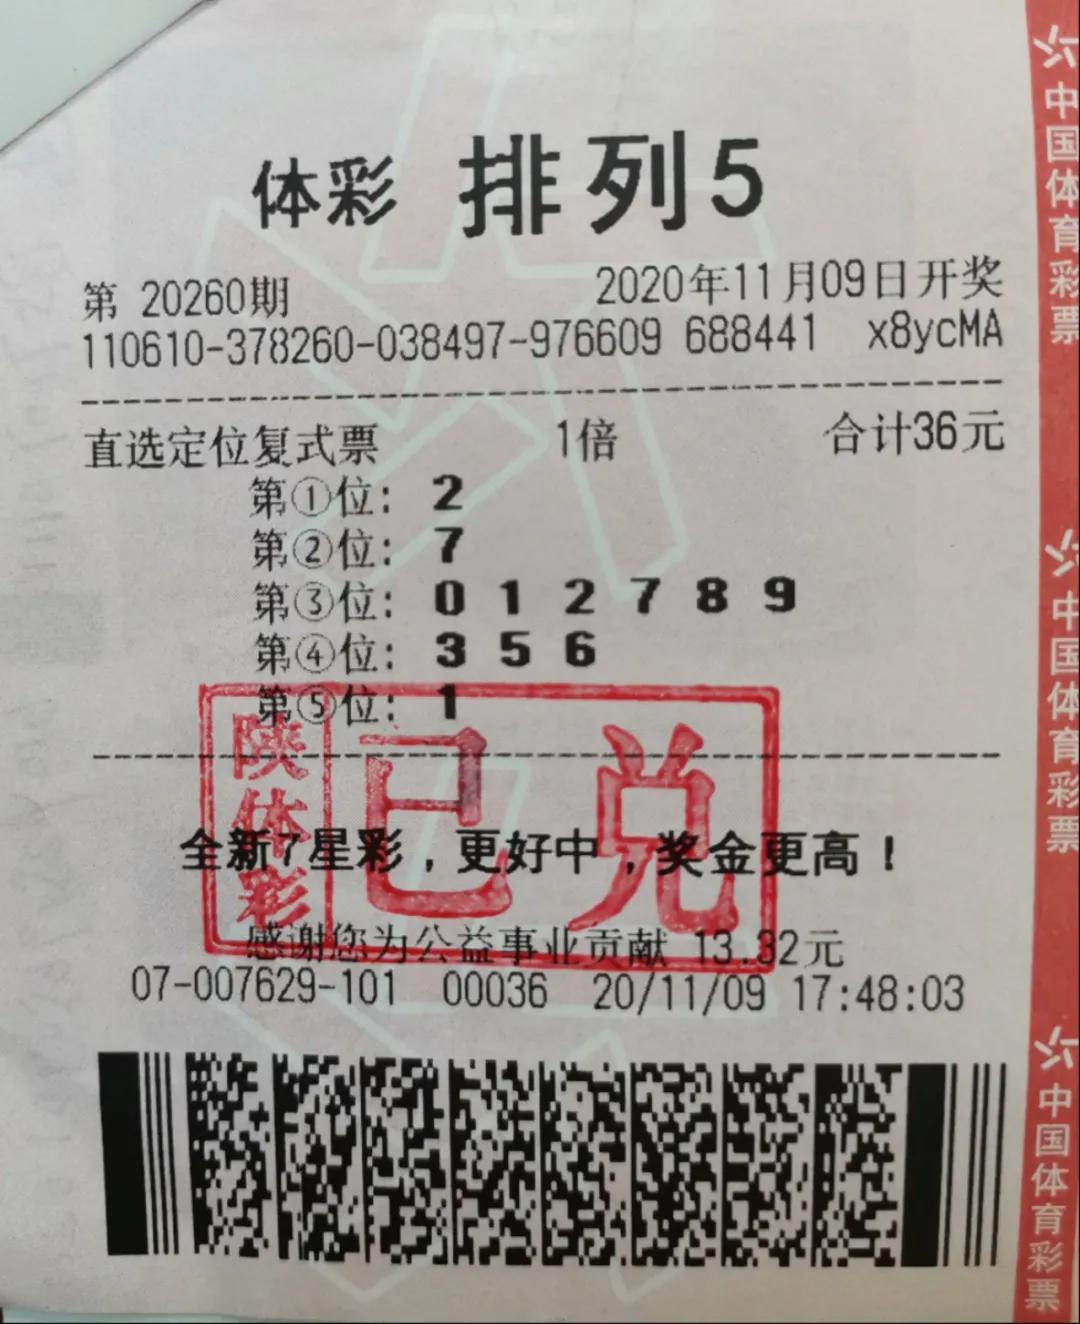 体彩 排列5
第 20260期 2020年11月09日开奖
110610-378260-038497-976609 688441 x8ycMA
直选定位复式票 1倍 合计36元
第①位: 2
第②位: 7
第③位: 0 1 2 7 8 9
第④位: 3 5 6
第⑤位: 1
陕体彩
已兑
全新7星彩，更好中，奖金更高！
感谢您为公益事业贡献 13.32元
07-007629-101 00036 20/11/09 17:48:03
中国体育彩票
中国体育彩票
中国体育彩票